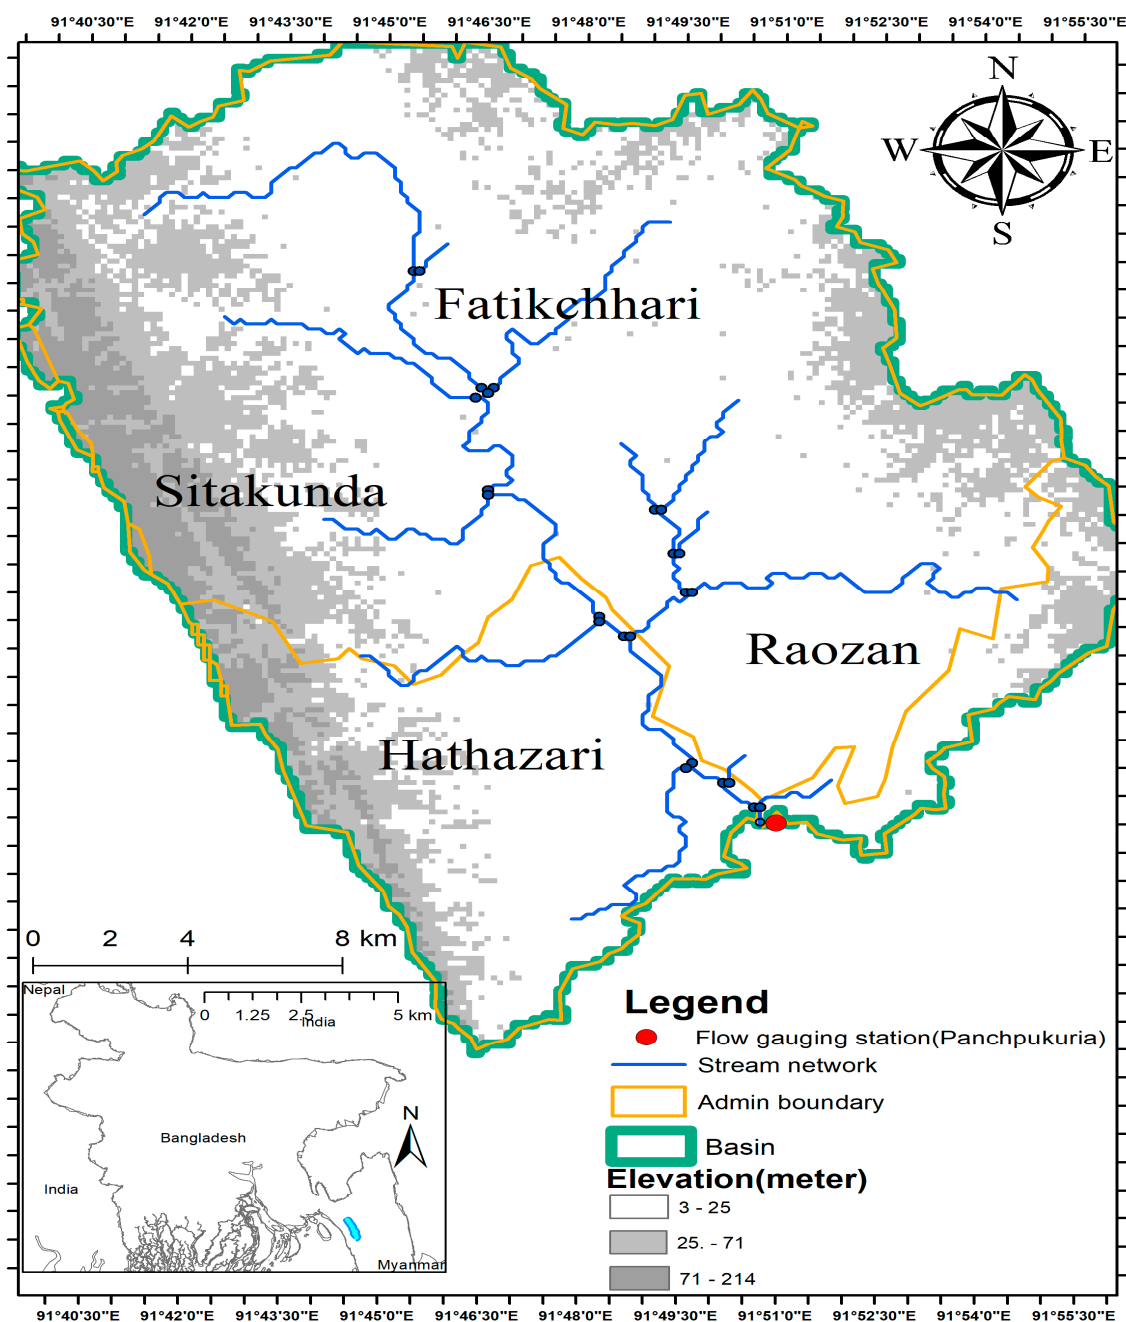 91°40'30"E 91°42'0"E 91°43'30"E 91°45'0"E 91°46'30"E 91°48'0"E 91°49'30"E 91°51'0"E 91°52'30"E 91°54'0"E 91°55'30"E
N
W E
S
Fatikchhari
Sitakunda
Raozan
Hathazari
0 2 4 8 km
Nepal
0 1.25 2.5 5 km
India
N
Bangladesh
India
Myanmar
Legend
Flow gauging station(Panchpukuria)
Stream network
Admin boundary
Basin
Elevation(meter)
3 - 25
25. - 71
71 - 214
91°40'30"E 91°42'0"E 91°43'30"E 91°45'0"E 91°46'30"E 91°48'0"E 91°49'30"E 91°51'0"E 91°52'30"E 91°54'0"E 91°55'30"E